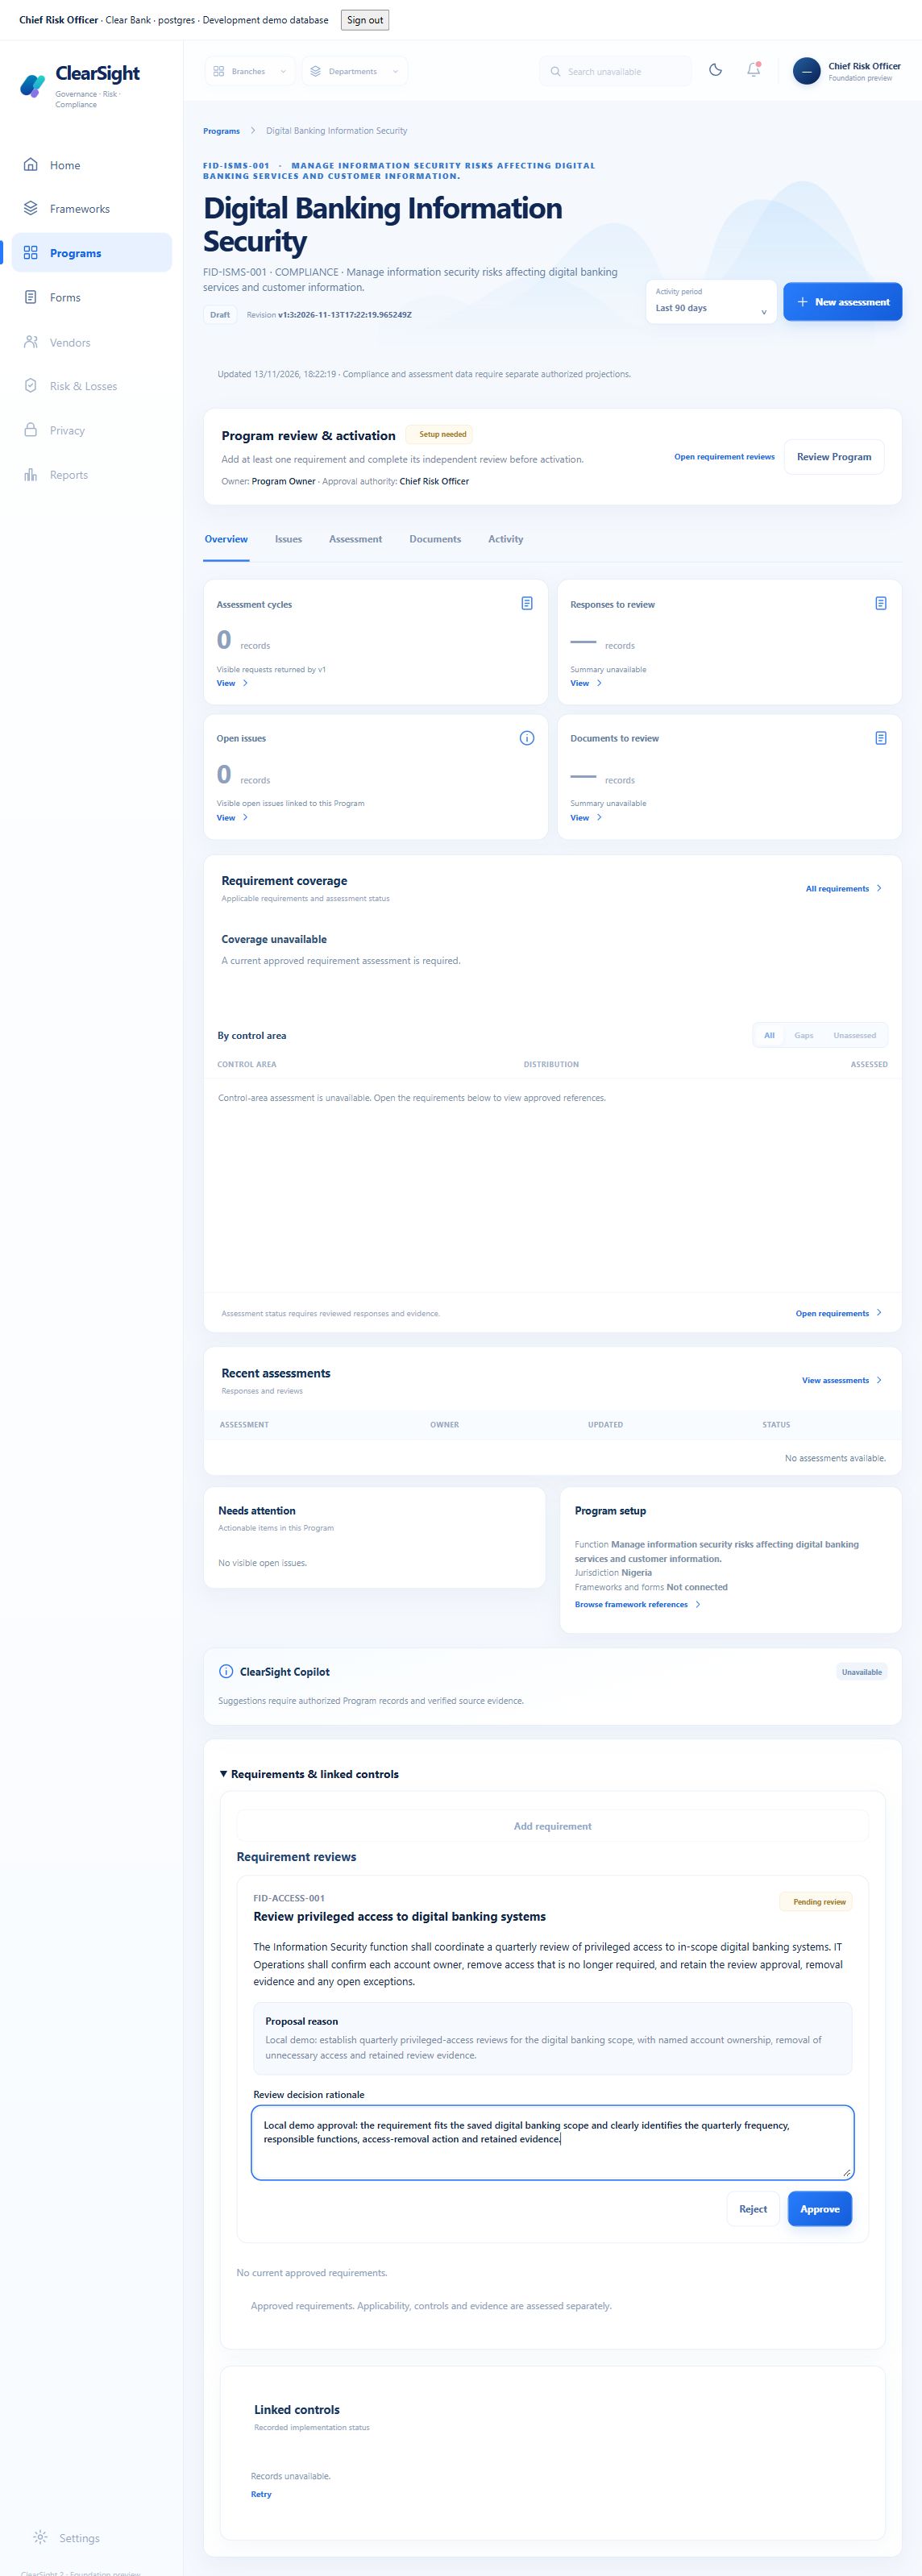 Chief Risk Officer · Clear Bank · postgres · Development demo database
Sign out
ClearSight
Governance · Risk ·
Compliance
Branches
Departments
Search unavailable
Chief Risk Officer
Foundation preview
Home
Frameworks
Programs
Forms
Vendors
Risk & Losses
Privacy
Reports
Programs
Digital Banking Information Security
FID-ISMS-001 · MANAGE INFORMATION SECURITY RISKS AFFECTING DIGITAL
BANKING SERVICES AND CUSTOMER INFORMATION.
Digital Banking Information
Security
FID-ISMS-001 · COMPLIANCE · Manage information security risks affecting digital banking
services and customer information.
Draft
Revision v1:3:2026-11-13T17:22:19.965249Z
Activity period
Last 90 days
New assessment
Updated 13/11/2026, 18:22:19 · Compliance and assessment data require separate authorized projections.
Program review & activation
Setup needed
Add at least one requirement and complete its independent review before activation.
Owner: Program Owner · Approval authority: Chief Risk Officer
Open requirement reviews
Review Program
Overview
Issues
Assessment
Documents
Activity
Assessment cycles
0 records
Visible requests returned by v1
View
Responses to review
— records
Summary unavailable
View
Open issues
0 records
Visible open issues linked to this Program
View
Documents to review
— records
Summary unavailable
View
Requirement coverage
Applicable requirements and assessment status
All requirements
Coverage unavailable
A current approved requirement assessment is required.
By control area
All
Gaps
Unassessed
CONTROL AREA
DISTRIBUTION
ASSESSED
Control-area assessment is unavailable. Open the requirements below to view approved references.
Assessment status requires reviewed responses and evidence.
Open requirements
Recent assessments
Responses and reviews
View assessments
ASSESSMENT
OWNER
UPDATED
STATUS
No assessments available.
Needs attention
Actionable items in this Program
No visible open issues.
Program setup
Function Manage information security risks affecting digital banking
services and customer information.
Jurisdiction Nigeria
Frameworks and forms Not connected
Browse framework references
ClearSight Copilot
Unavailable
Suggestions require authorized Program records and verified source evidence.
Requirements & linked controls
Add requirement
Requirement reviews
FID-ACCESS-001
Pending review
Review privileged access to digital banking systems
The Information Security function shall coordinate a quarterly review of privileged access to in-scope digital banking systems. IT
Operations shall confirm each account owner, remove access that is no longer required, and retain the review approval, removal
evidence and any open exceptions.
Proposal reason
Local demo: establish quarterly privileged-access reviews for the digital banking scope, with named account ownership, removal of
unnecessary access and retained review evidence.
Review decision rationale
Local demo approval: the requirement fits the saved digital banking scope and clearly identifies the quarterly frequency,
responsible functions, access-removal action and retained evidence.
Reject
Approve
No current approved requirements.
Approved requirements. Applicability, controls and evidence are assessed separately.
Linked controls
Recorded implementation status
Records unavailable.
Retry
Settings
ClearSight 2 · Foundation preview